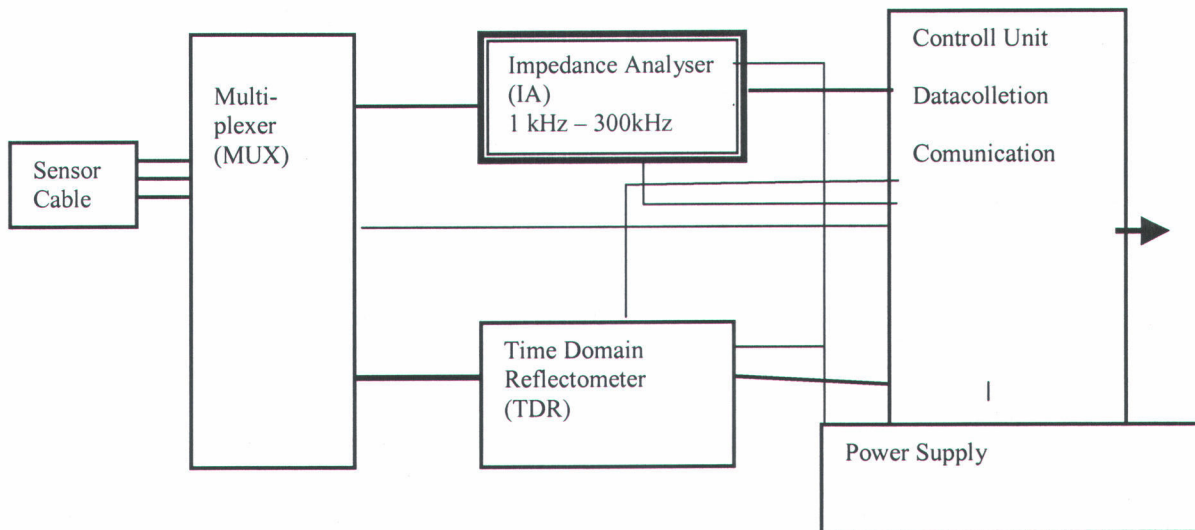 Sensor
Cable
Multi-
plexer
(MUX)
Impedance Analyser
(IA)
1 kHz – 300kHz
Time Domain
Reflectometer
(TDR)
Controll Unit
Datacolletion
Comunication
Power Supply